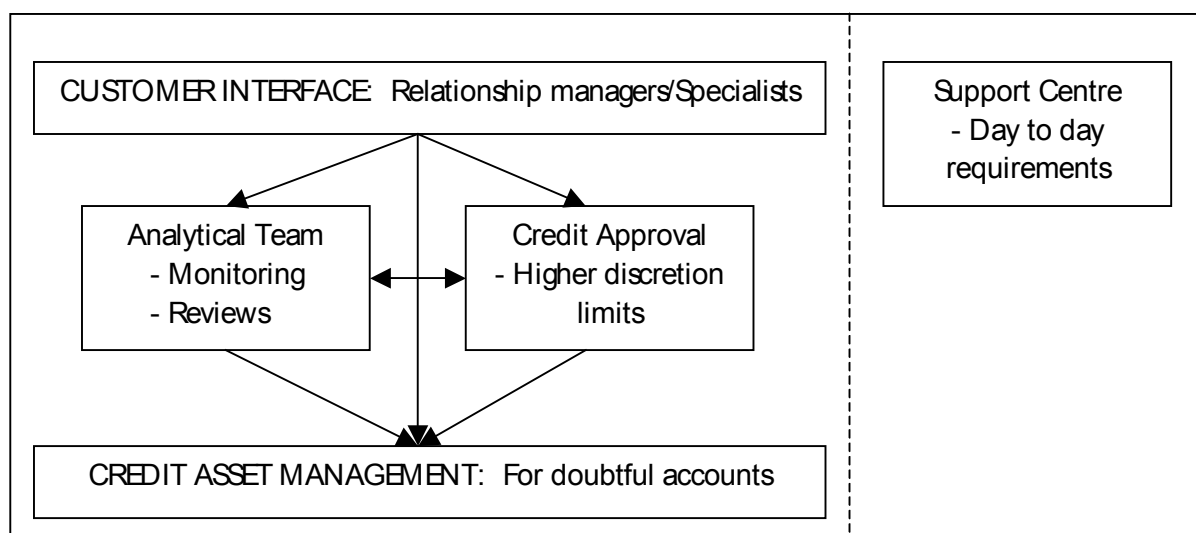 CUSTOMER INTERFACE: Relationship managers/Specialists
Support Centre
- Day to day
requirements
Analytical Team
- Monitoring
- Reviews
Credit Approval
- Higher discretion
limits
CREDIT ASSET MANAGEMENT: For doubtful accounts